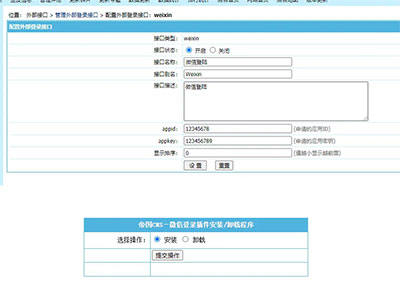 位置: 外部接口 > 管理外部登录接口 > 配置外部登录接口: weixin
配置外部登录接口
接口类型: weixin
接口状态: 开启 关闭
接口名称: 微信登陆
接口别名: Weixin
接口描述: 微信登陆
appid: 12345678 (申请的应用ID)
appkey: 123456789 (申请的应用密钥)
显示排序: 0 (值越小显示越前面)
设 置 重置
帝国CMS－微信登录插件安装/卸载程序
选择操作: 安装 卸载
提交操作